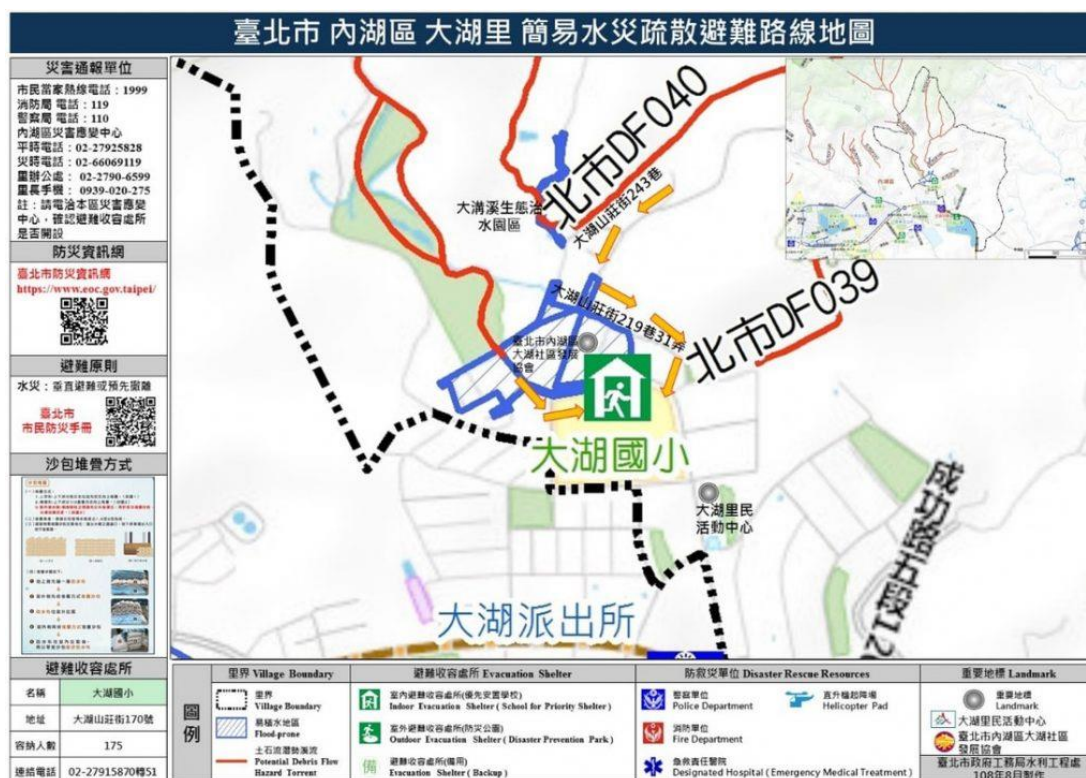 臺北市 內湖區 大湖里 簡易水災疏散避難路線地圖
災害通報單位
市民當家熱線電話：1999
消防局 電話：119
警察局 電話：110
內湖區災害應變中心
平時電話：02-27925828
災時電話：02-66069119
里辦公處： 02-2790-6599
里長手機： 0939-020-275
註：請電洽本區災害應變
中心，確認避難收容處所
是否開設
防災資訊網
臺北市防災資訊網
https://www.eoc.gov.taipei/
避難原則
水災：垂直避難或預先撤離
臺北市
市民防災手冊
沙包堆疊方式
避難收容處所
名稱 大湖國小
地址 大湖山莊街170號
容納人數 175
連絡電話 02-27915870轉51
北市DF040
大湖山莊街243巷
大溝溪生態治
水園區
大湖山莊街219巷31弄
北市DF039
臺北市內湖區
大湖社區發展
協會
大湖國小
大湖里民
活動中心
成功路五段12
大湖派出所
內湖區
圖例
里界 Village Boundary
里界
Village Boundary
易積水地區
Flood-prone
土石流潛勢溪流
Potential Debris Flow
Hazard Torrent
避難收容處所 Evacuation Shelter
室內避難收容處所(優先安置學校)
Indoor Evacuation Shelter ( School for Priority Shelter )
室外避難收容處所(防災公園)
Outdoor Evacuation Shelter ( Disaster Prevention Park )
備
避難收容處所(備用)
Evacuation Shelter ( Backup )
防救災單位 Disaster Rescue Resources
警察單位
Police Department
直升機起降場
Helicopter Pad
消防單位
Fire Department
急救責任醫院
Designated Hospital ( Emergency Medical Treatment )
重要地標 Landmark
重要地標
Landmark
大湖里民活動中心
臺北市內湖區大湖社區
發展協會
臺北市政府工務局水利工程處
108年8月製作